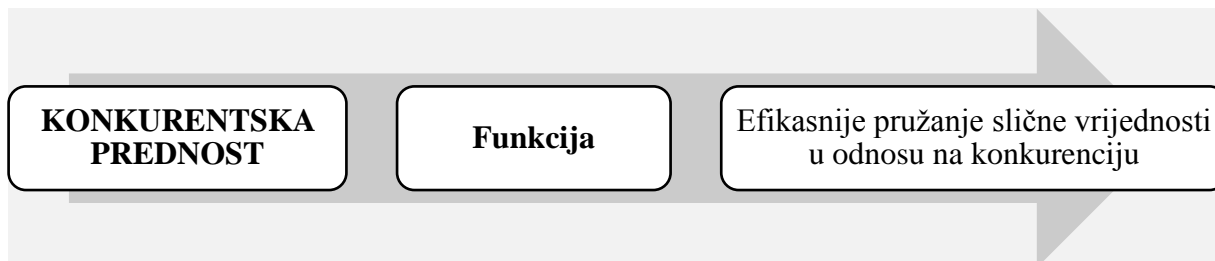 KONKURENTSKA
PREDNOST
Funkcija
Efikasnije pružanje slične vrijednosti
u odnosu na konkurenciju